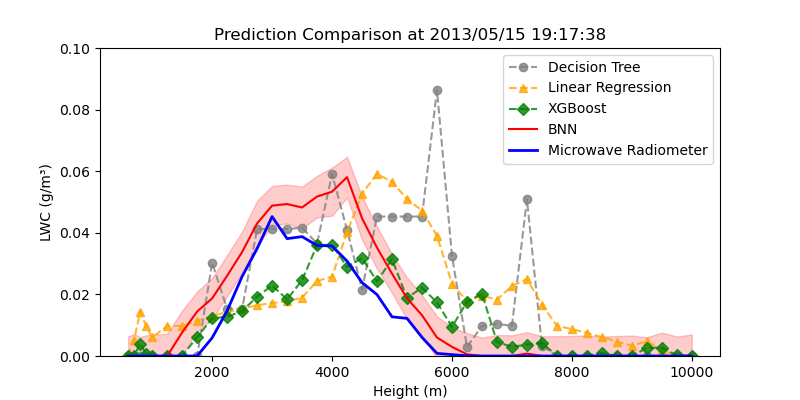 Prediction Comparison at 2013/05/15 19:17:38
0.10
0.08
0.06
0.04
0.02
0.00
LWC (g/m³)
Decision Tree
Linear Regression
XGBoost
BNN
Microwave Radiometer
2000 4000 6000 8000 10000
Height (m)